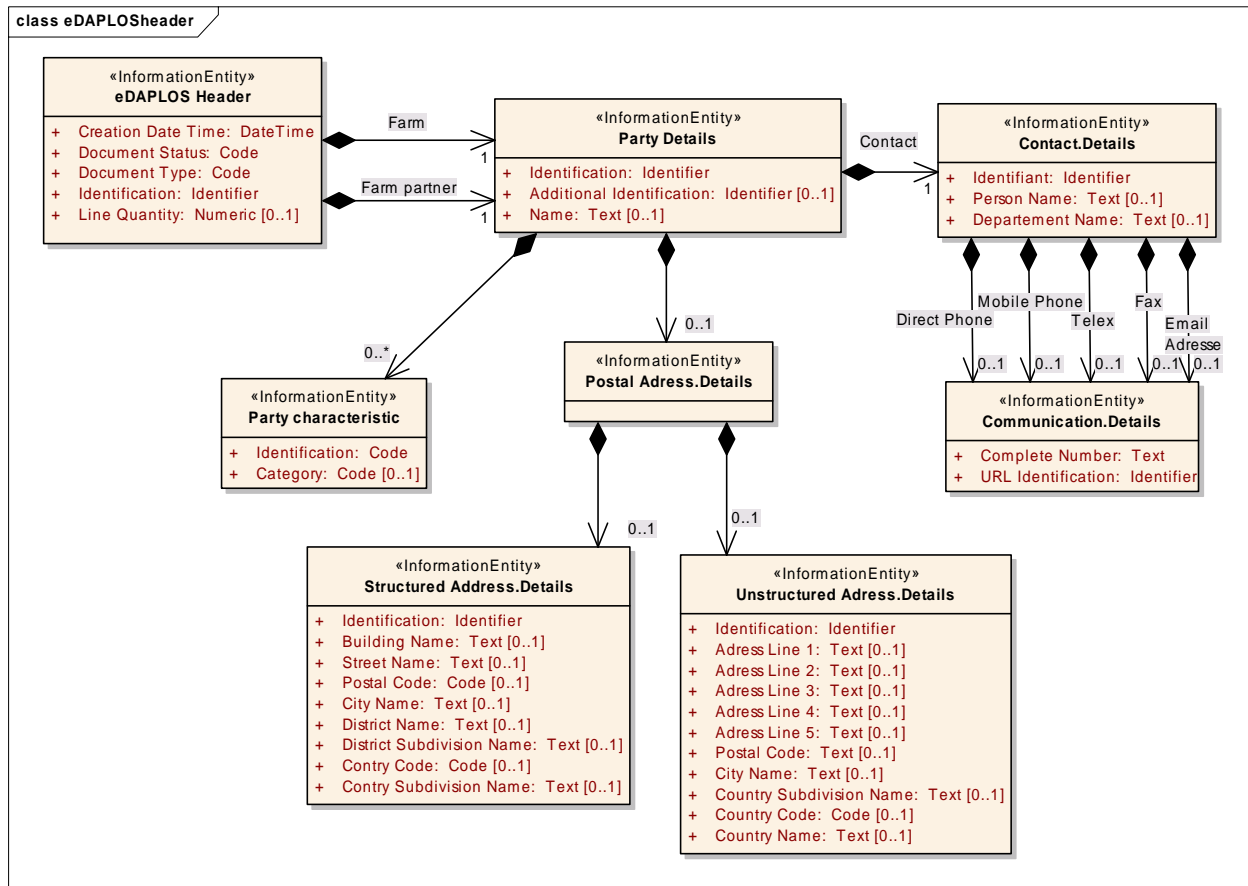 class eDAPLOSheader
«InformationEntity»
eDAPLOS Header
+ Creation Date Time: DateTime
+ Document Status: Code
+ Document Type: Code
+ Identification: Identifier
+ Line Quantity: Numeric [0..1]
Farm
1
Farm partner
1
«InformationEntity»
Party Details
+ Identification: Identifier
+ Additional Identification: Identifier [0..1]
+ Name: Text [0..1]
Contact
1
«InformationEntity»
Contact.Details
+ Identifiant: Identifier
+ Person Name: Text [0..1]
+ Departement Name: Text [0..1]
Direct Phone
0..1
Mobile Phone
0..1
Telex
0..1
Fax
0..1
Email
Adresse
0..1
0..*
«InformationEntity»
Party characteristic
+ Identification: Code
+ Category: Code [0..1]
0..1
«InformationEntity»
Postal Adress.Details
«InformationEntity»
Communication.Details
+ Complete Number: Text
+ URL Identification: Identifier
0..1
«InformationEntity»
Structured Address.Details
+ Identification: Identifier
+ Building Name: Text [0..1]
+ Street Name: Text [0..1]
+ Postal Code: Code [0..1]
+ City Name: Text [0..1]
+ District Name: Text [0..1]
+ District Subdivision Name: Text [0..1]
+ Contry Code: Code [0..1]
+ Contry Subdivision Name: Text [0..1]
0..1
«InformationEntity»
Unstructured Adress.Details
+ Identification: Identifier
+ Adress Line 1: Text [0..1]
+ Adress Line 2: Text [0..1]
+ Adress Line 3: Text [0..1]
+ Adress Line 4: Text [0..1]
+ Adress Line 5: Text [0..1]
+ Postal Code: Text [0..1]
+ City Name: Text [0..1]
+ Country Subdivision Name: Text [0..1]
+ Country Code: Code [0..1]
+ Country Name: Text [0..1]